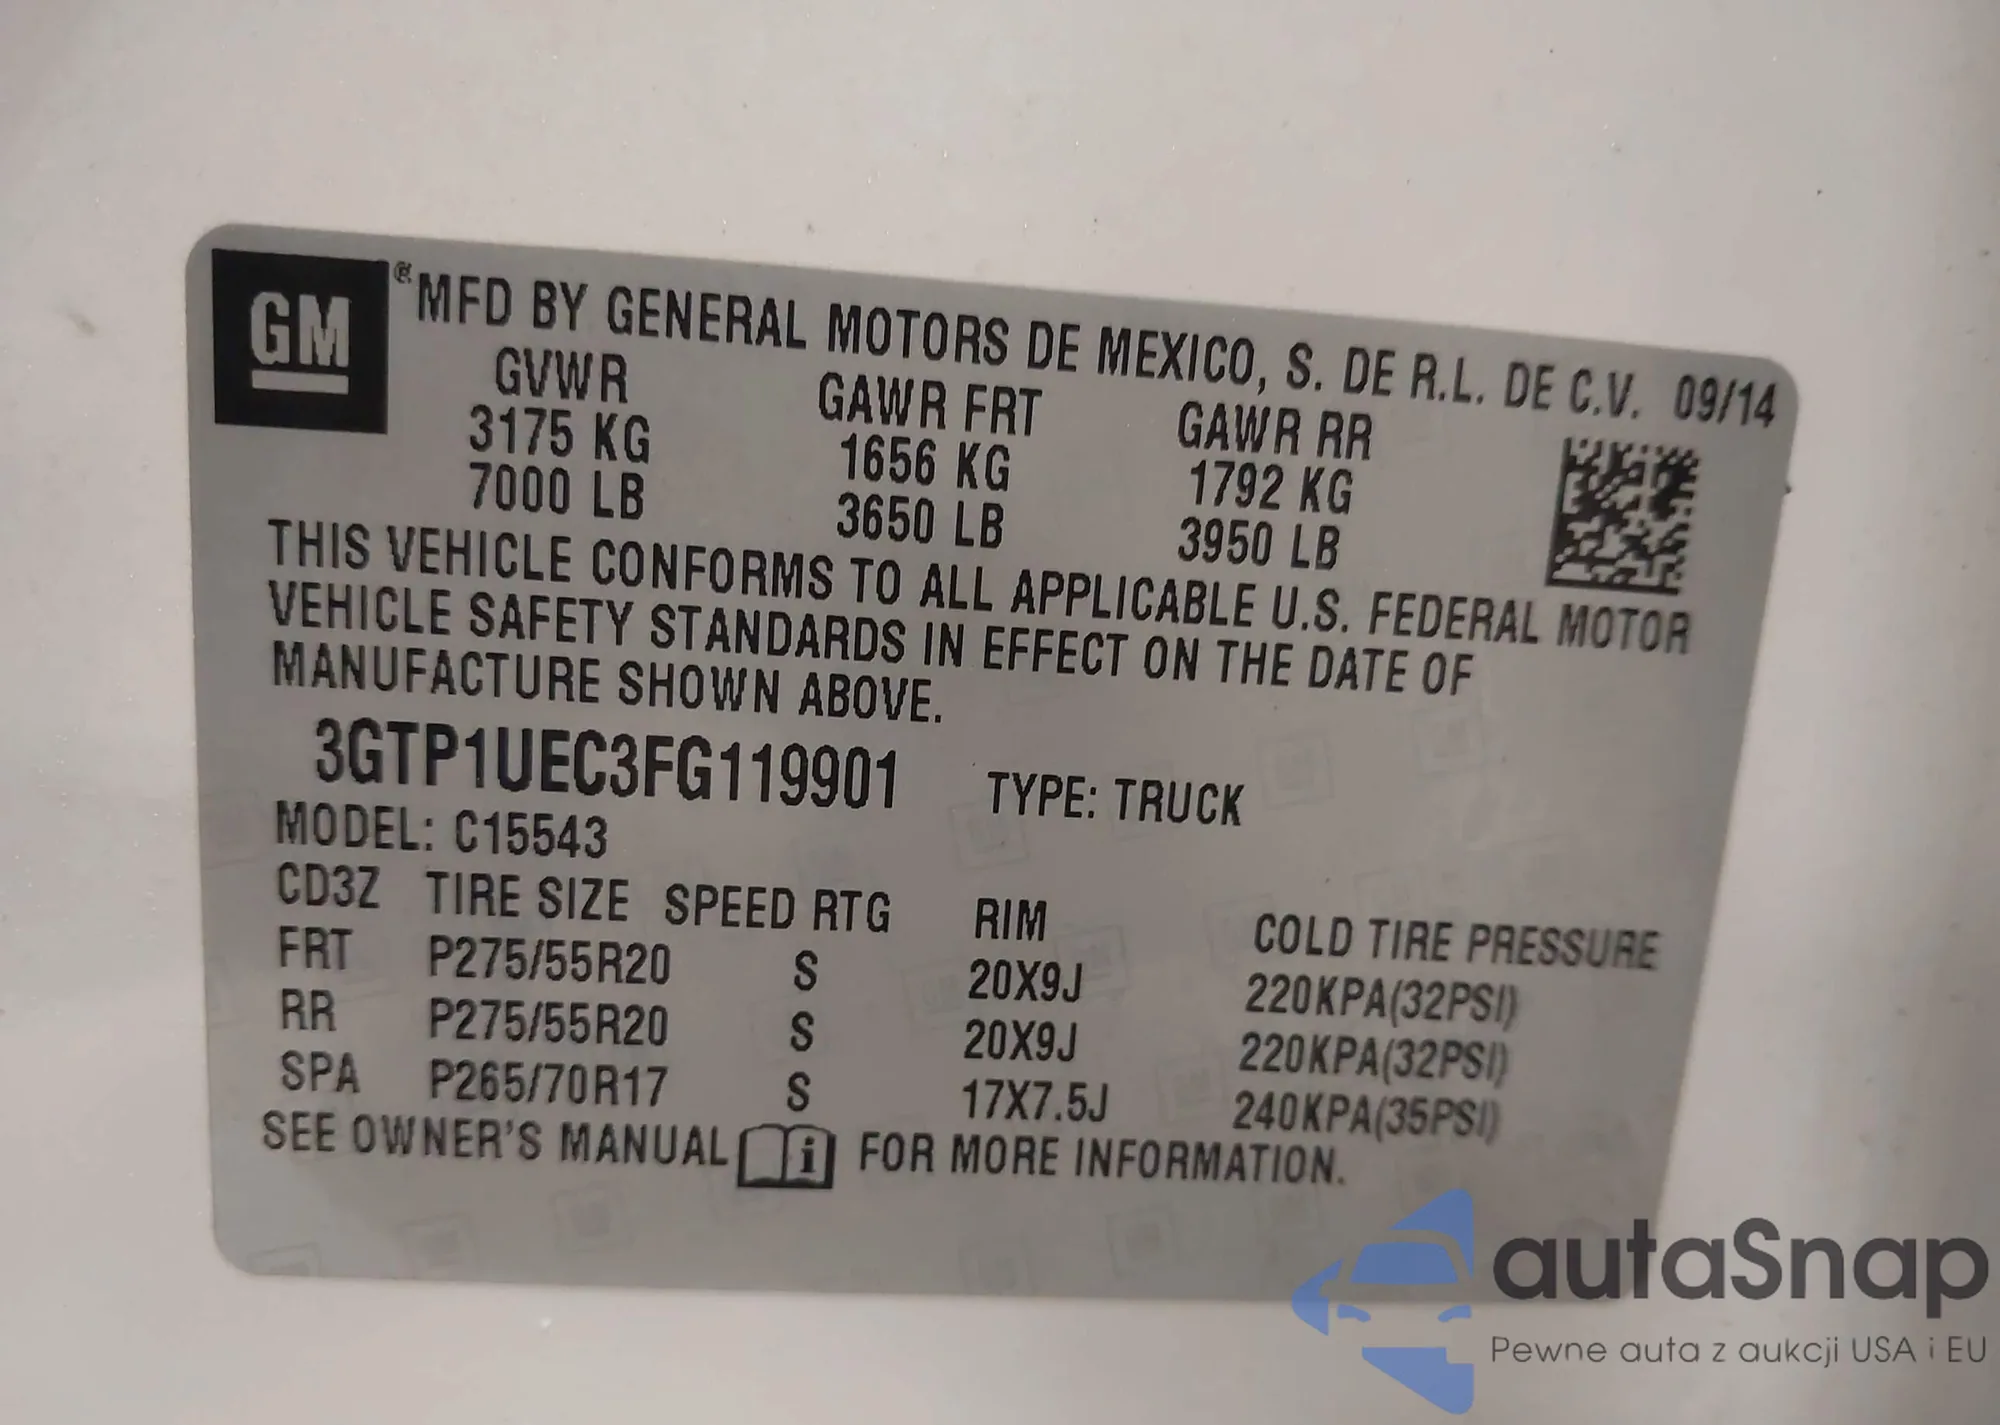 GM ® MFD BY GENERAL MOTORS DE MEXICO, S. DE R.L. DE C.V. 09/14
GVWR GAWR FRT GAWR RR
3175 KG 1656 KG 1792 KG
7000 LB 3650 LB 3950 LB
THIS VEHICLE CONFORMS TO ALL APPLICABLE U.S. FEDERAL MOTOR
VEHICLE SAFETY STANDARDS IN EFFECT ON THE DATE OF
MANUFACTURE SHOWN ABOVE.
3GTP1UEC3FG119901 TYPE: TRUCK
MODEL: C15543
CD3Z TIRE SIZE SPEED RTG RIM COLD TIRE PRESSURE
FRT P275/55R20 S 20X9J 220KPA(32PSI)
RR P275/55R20 S 20X9J 220KPA(32PSI)
SPA P265/70R17 S 17X7.5J 240KPA(35PSI)
SEE OWNER'S MANUAL i FOR MORE INFORMATION.
autaSnap
Pewne auta z aukcji USA i EU